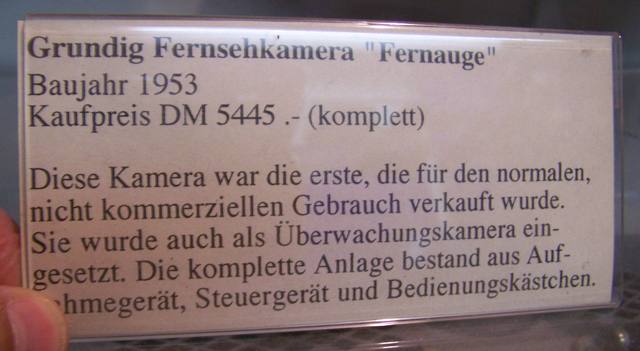 Grundig Fernsehkamera "Fernauge"
Baujahr 1953
Kaufpreis DM 5445 .- (komplett)
Diese Kamera war die erste, die für den normalen,
nicht kommerziellen Gebrauch verkauft wurde.
Sie wurde auch als Überwachungskamera ein-
gesetzt. Die komplette Anlage bestand aus Auf-
hmegerät, Steuergerät und Bedienungskästchen.